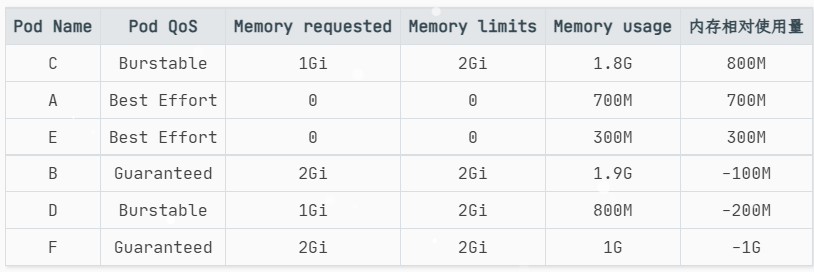 Pod Name Pod QoS Memory requested Memory limits Memory usage 内存相对使用量
C Burstable 1Gi 2Gi 1.8G 800M
A Best Effort 0 0 700M 700M
E Best Effort 0 0 300M 300M
B Guaranteed 2Gi 2Gi 1.9G -100M
D Burstable 1Gi 2Gi 800M -200M
F Guaranteed 2Gi 2Gi 1G -1G